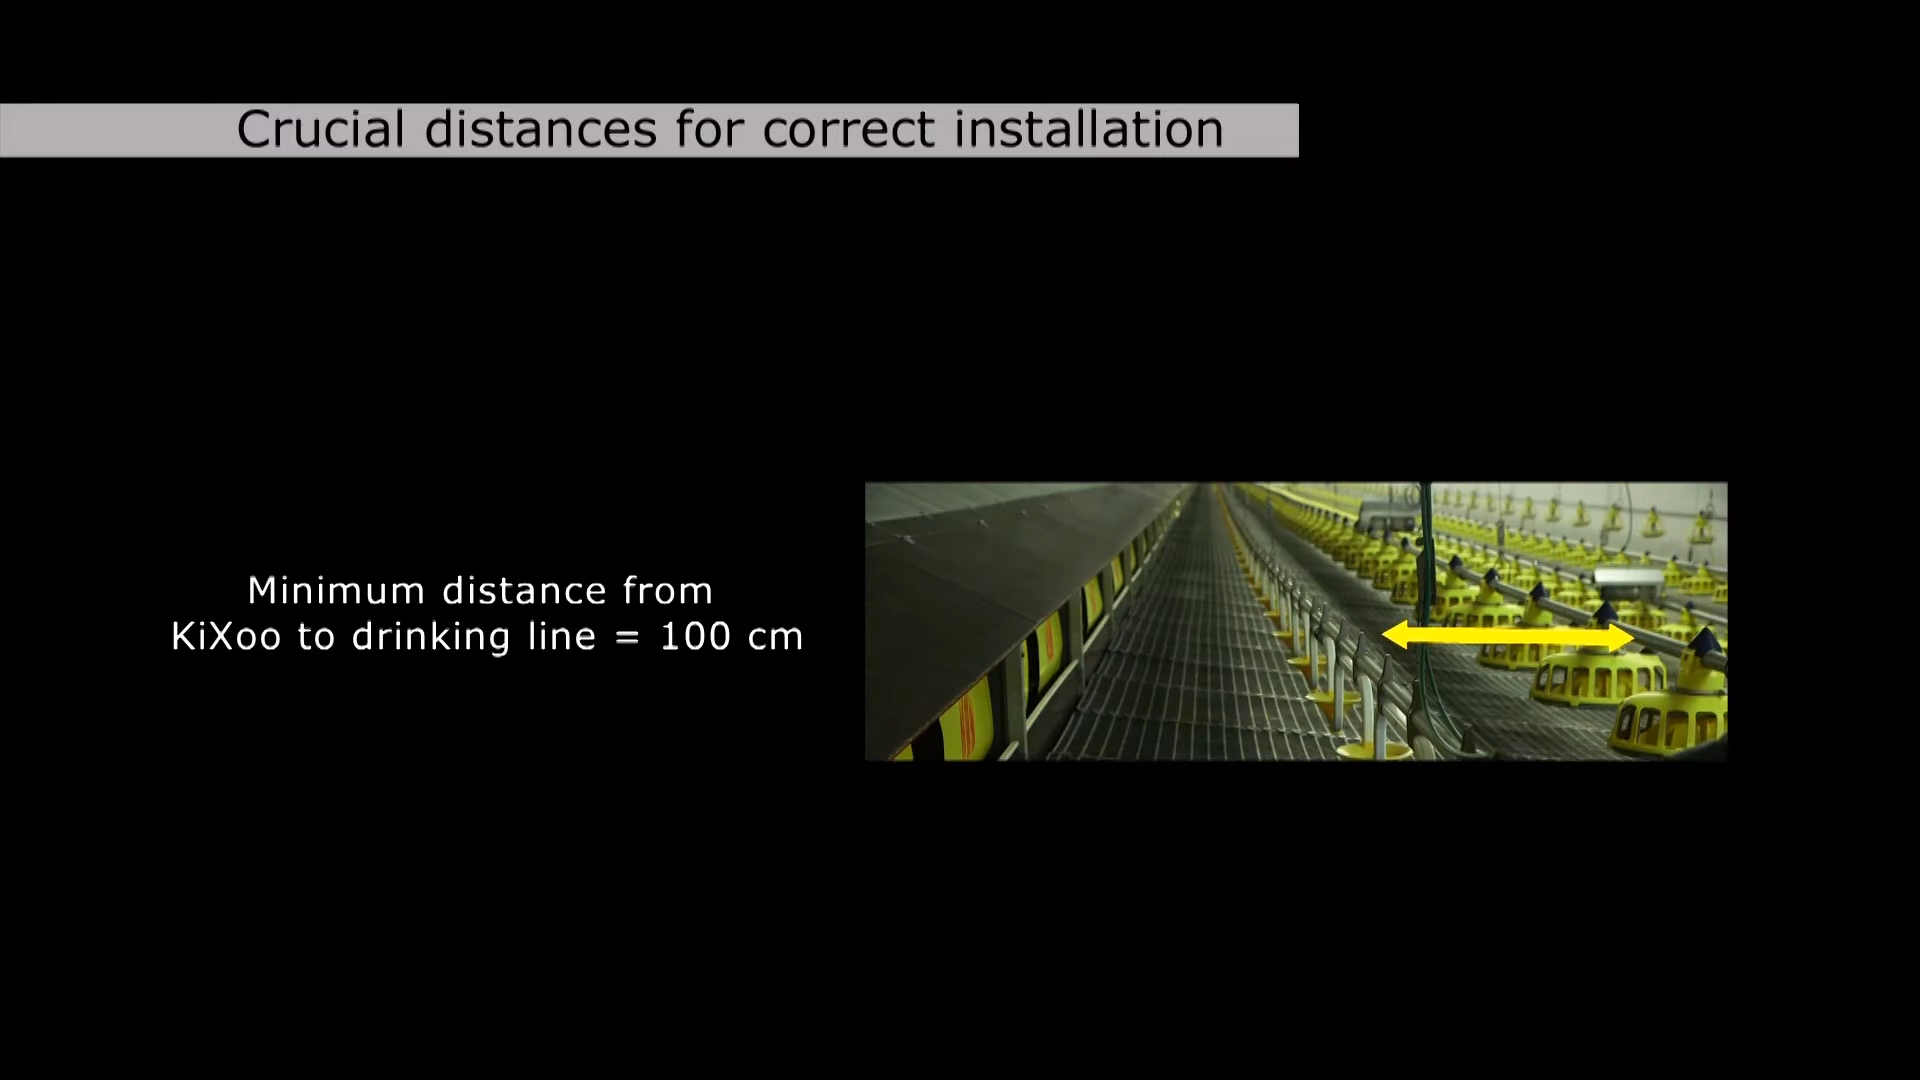 Crucial distances for correct installation
Minimum distance from
KiXoo to drinking line = 100 cm